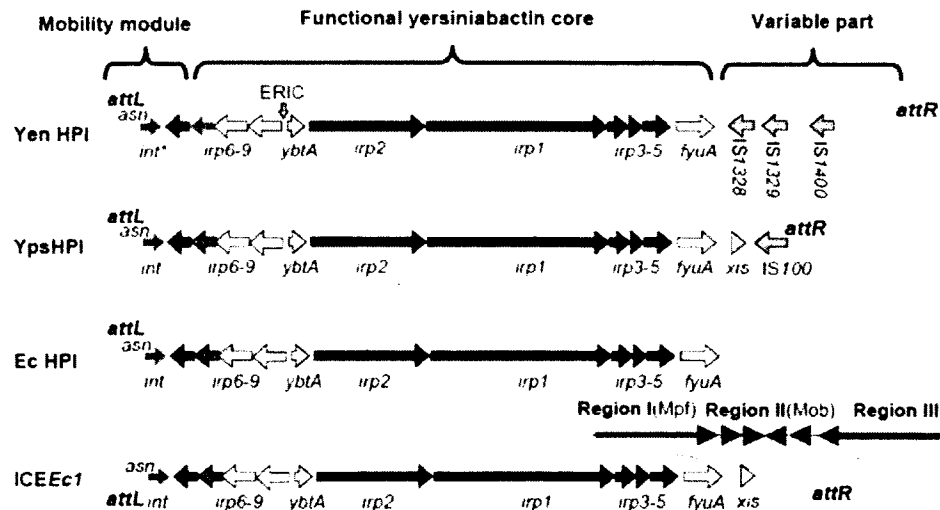 Functional yersiniabactin core
Mobility module
Variable part
ERIC
attL
asn
attR
Yen HPI
int*
irp6-9
ybtA
irp2
irp1
irp3-5
fyuA
IS1328
IS1329
IS1400
attL
asn
attR
YpsHPI
int
irp6-9
ybtA
irp2
irp1
irp3-5
fyuA
xis
IS100
attL
asn
Ec HPI
int
irp6-9
ybtA
irp2
irp1
irp3-5
fyuA
Region I(Mpf) Region II(Mob) Region III
asn
ICEEc1
attL int
irp6-9
ybtA
irp2
irp1
irp3-5
fyuA
xis
attR